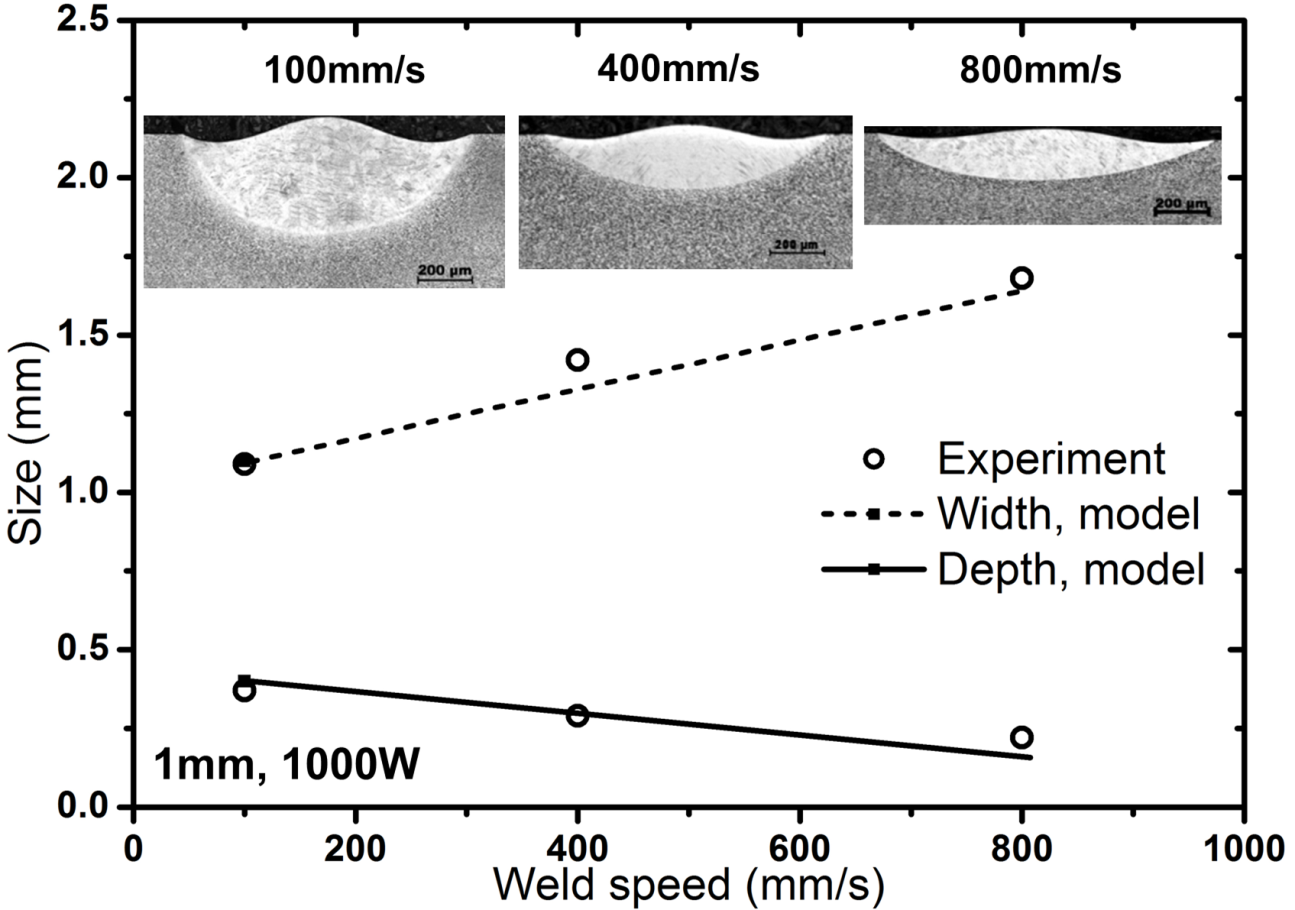 2.5
2.0
1.5
1.0
0.5
0.0
Size (mm)
100mm/s
400mm/s
800mm/s
200 µm
200 µm
200 µm
Experiment
Width, model
Depth, model
1mm, 1000W
0
200
400
600
800
1000
Weld speed (mm/s)